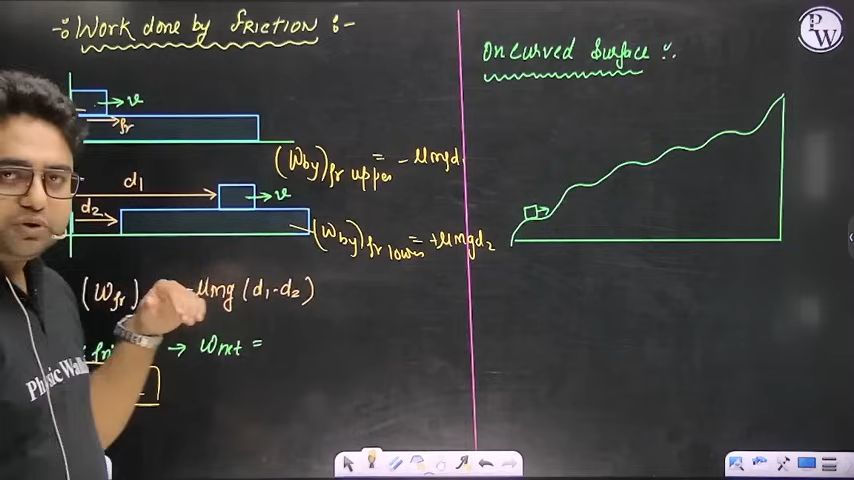 -: Work done by friction :-
v
fr
(Wby)fr upper = - μmgd1
d1
v
d2
(Wby)fr lower = + μmgd2
(Wfr) -μmg (d1-d2)
→ Wnet =
On curved Surface :.
PW
Physics Wallah